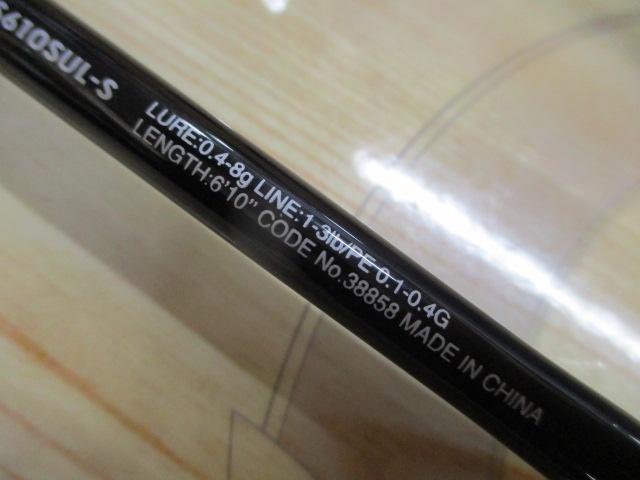 S610SUL-S
LURE:0.4-8g LINE:1-3lb/PE 0.1-0.4G
LENGTH:6'10" CODE No.38858 MADE IN CHINA